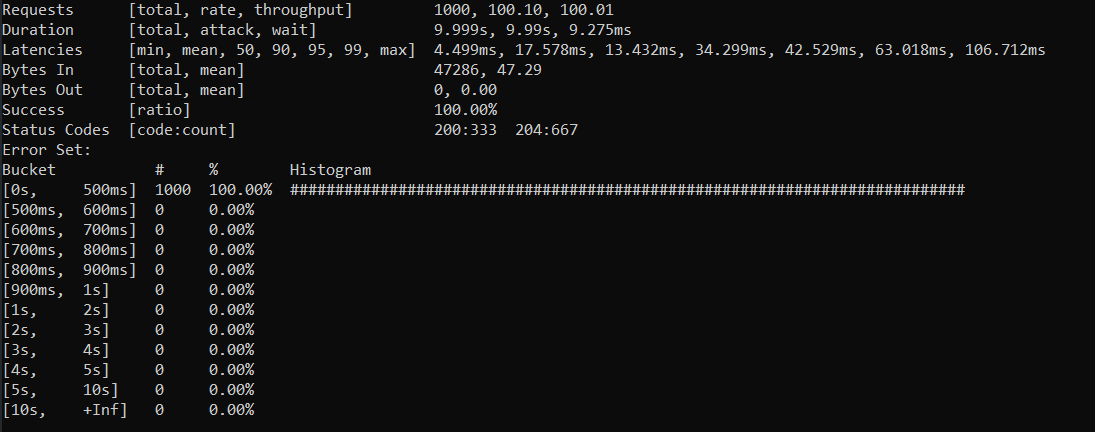 Requests      [total, rate, throughput]         1000, 100.10, 100.01
Duration      [total, attack, wait]             9.999s, 9.99s, 9.275ms
Latencies     [min, mean, 50, 90, 95, 99, max]  4.499ms, 17.578ms, 13.432ms, 34.299ms, 42.529ms, 63.018ms, 106.712ms
Bytes In      [total, mean]                     47286, 47.29
Bytes Out     [total, mean]                     0, 0.00
Success       [ratio]                           100.00%
Status Codes  [code:count]                      200:333  204:667
Error Set:
Bucket           #     %        Histogram
[0s,     500ms]  1000  100.00%  ###########################################################################
[500ms,  600ms]  0     0.00%
[600ms,  700ms]  0     0.00%
[700ms,  800ms]  0     0.00%
[800ms,  900ms]  0     0.00%
[900ms,  1s]     0     0.00%
[1s,     2s]     0     0.00%
[2s,     3s]     0     0.00%
[3s,     4s]     0     0.00%
[4s,     5s]     0     0.00%
[5s,     10s]    0     0.00%
[10s,    +Inf]   0     0.00%